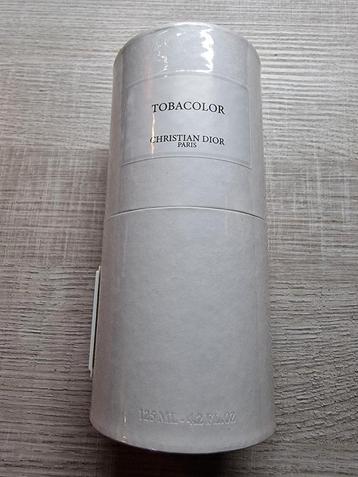 TOBACOLOR
CHRISTIAN DIOR
PARIS
125 ML - 4.2 Fl.OZ